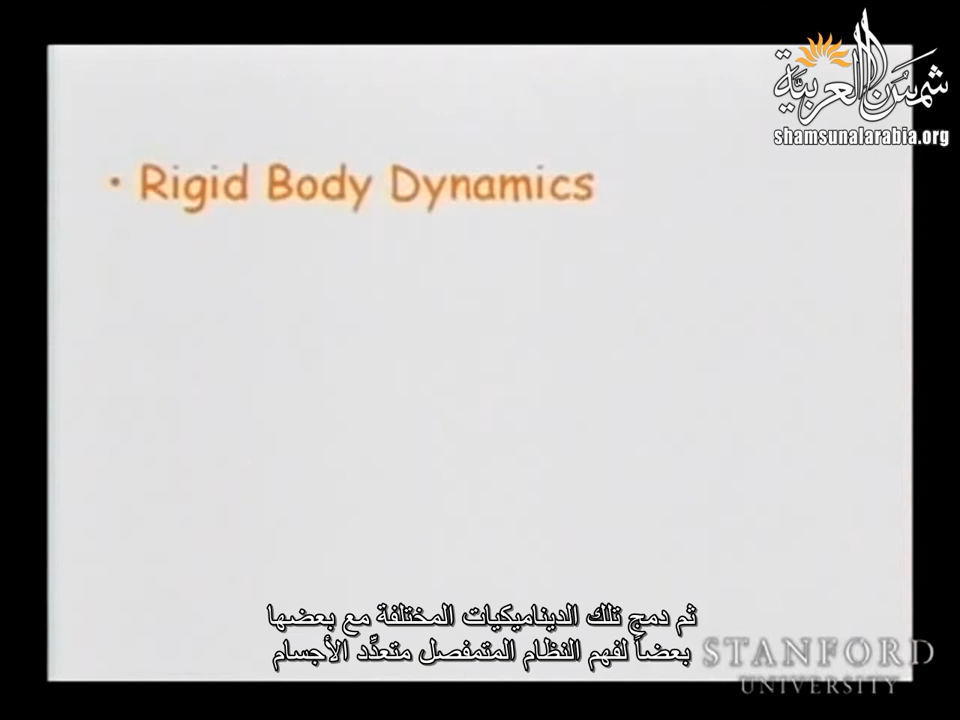 شمس العربية
shamsunalarabia.org
• Rigid Body Dynamics
ثم دمج تلك الديناميكيات المختلفة مع بعضها
بعضاً لفهم النظام المتمفصل متعدِّد الأجسام
STANFORD
UNIVERSITY